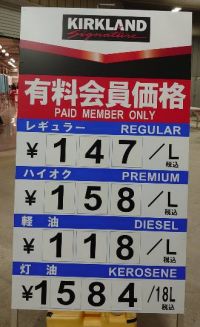 KIRKLAND
Signature
有料会員価格
PAID MEMBER ONLY
レギュラー REGULAR
¥147/L 税込
ハイオク PREMIUM
¥158/L 税込
軽油 DIESEL
¥118/L 税込
灯油 KEROSENE
¥1584/18L 税込